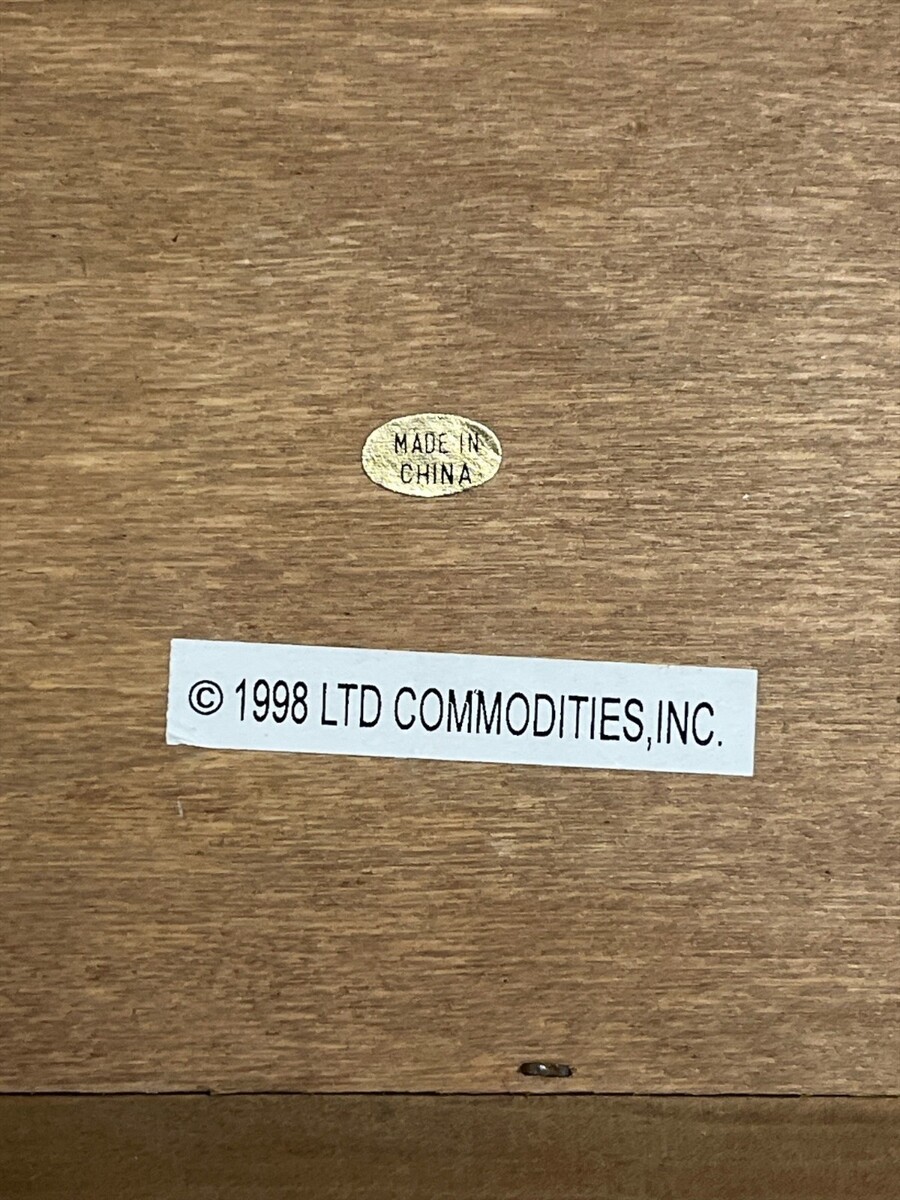 MADE IN
CHINA
© 1998 LTD COMMODITIES,INC.